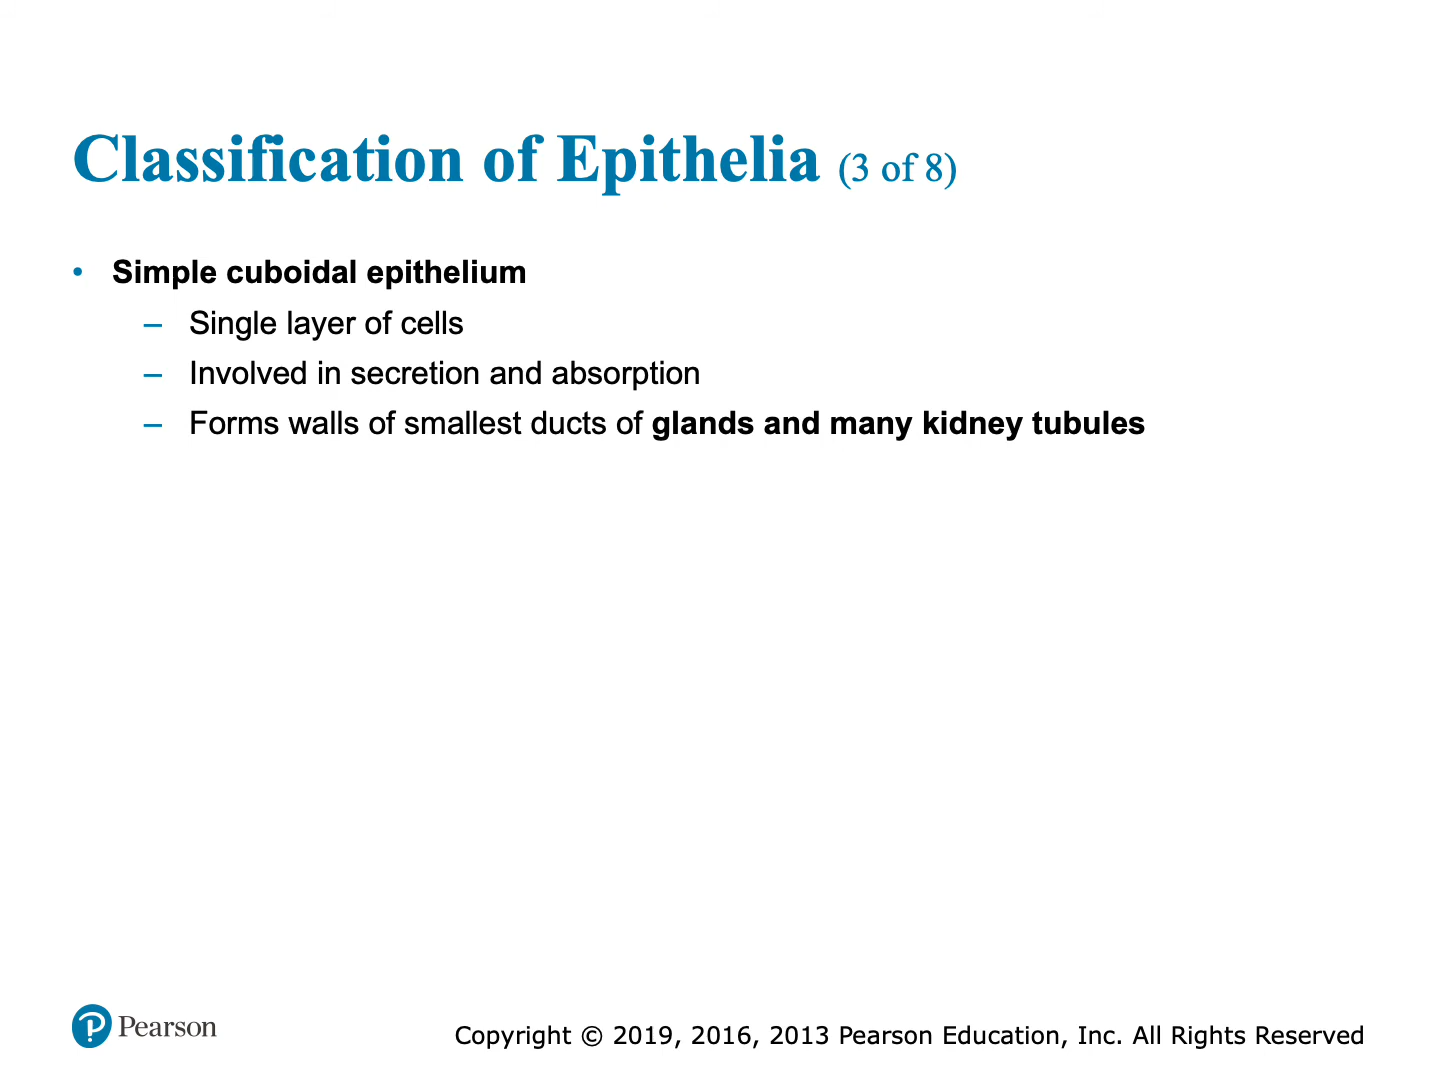 Classification of Epithelia (3 of 8)
• Simple cuboidal epithelium
– Single layer of cells
– Involved in secretion and absorption
– Forms walls of smallest ducts of glands and many kidney tubules
Pearson
Copyright © 2019, 2016, 2013 Pearson Education, Inc. All Rights Reserved